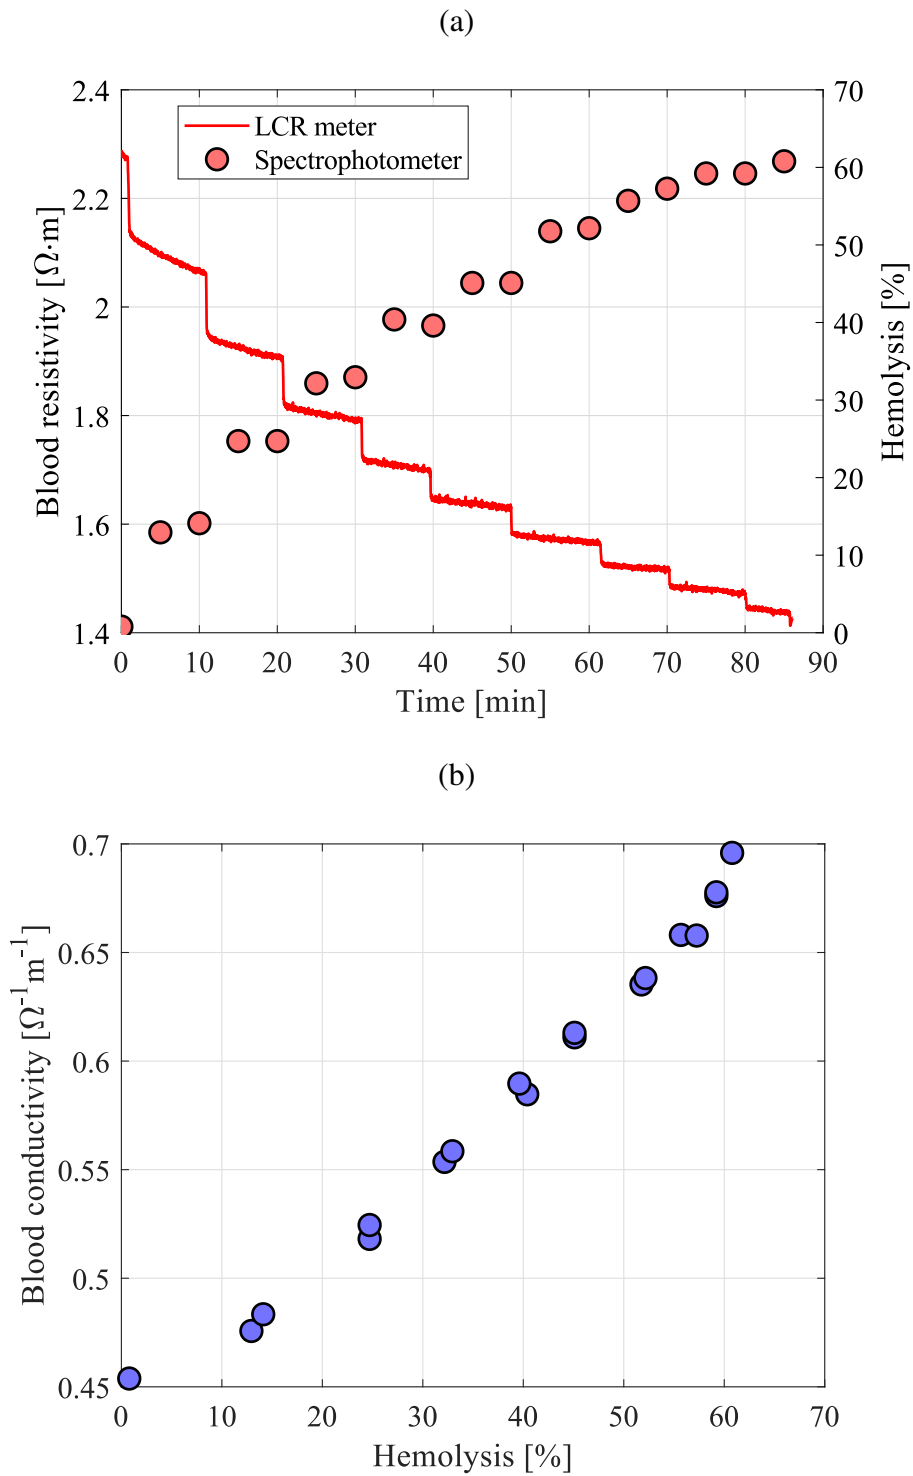 (a)
2.4
2.2
2
1.8
1.6
1.4
Blood resistivity [Ω·m]
LCR meter
Spectrophotometer
70
60
50
40
30
20
10
0
Hemolysis [%]
0 10 20 30 40 50 60 70 80 90
Time [min]
(b)
0.7
0.65
0.6
0.55
0.5
0.45
Blood conductivity [Ω⁻¹m⁻¹]
0 10 20 30 40 50 60 70
Hemolysis [%]